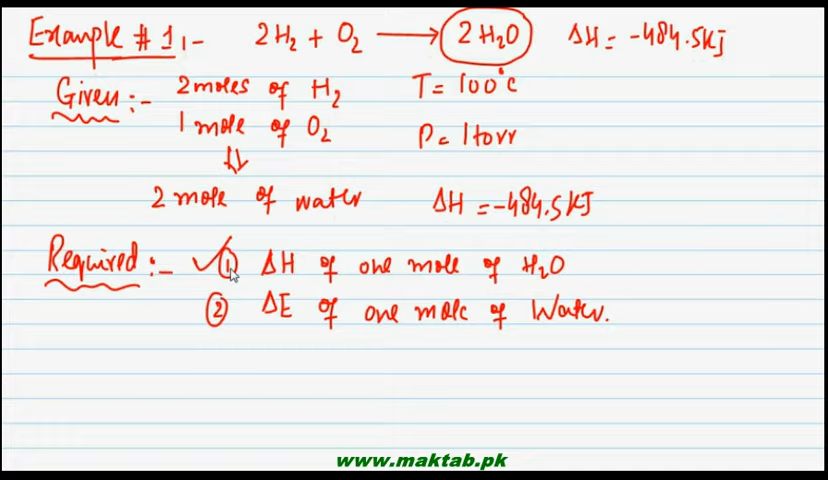 Example # 1,- 2H₂ + O₂ → 2H₂O ΔH = -484.5KJ
Given :- 2 moles of H₂ T = 100°C
1 mole of O₂ P = 1 torr
⇓
2 mole of water ΔH = -484.5KJ
Required :- ✓ ① ΔH of one mole of H₂O
② ΔE of one mole of Water.
www.maktab.pk